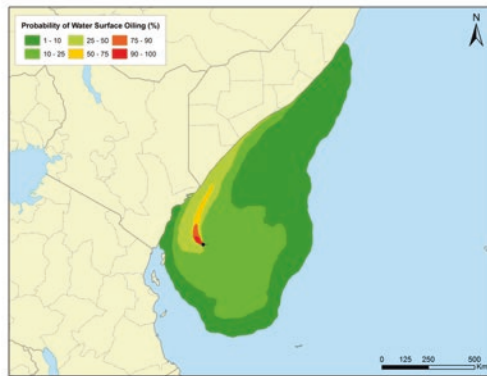 Probability of Water Surface Oiling (%)
1 - 10 25 - 50 75 - 90
10 - 25 50 - 75 90 - 100
N
0 125 250 500
Km